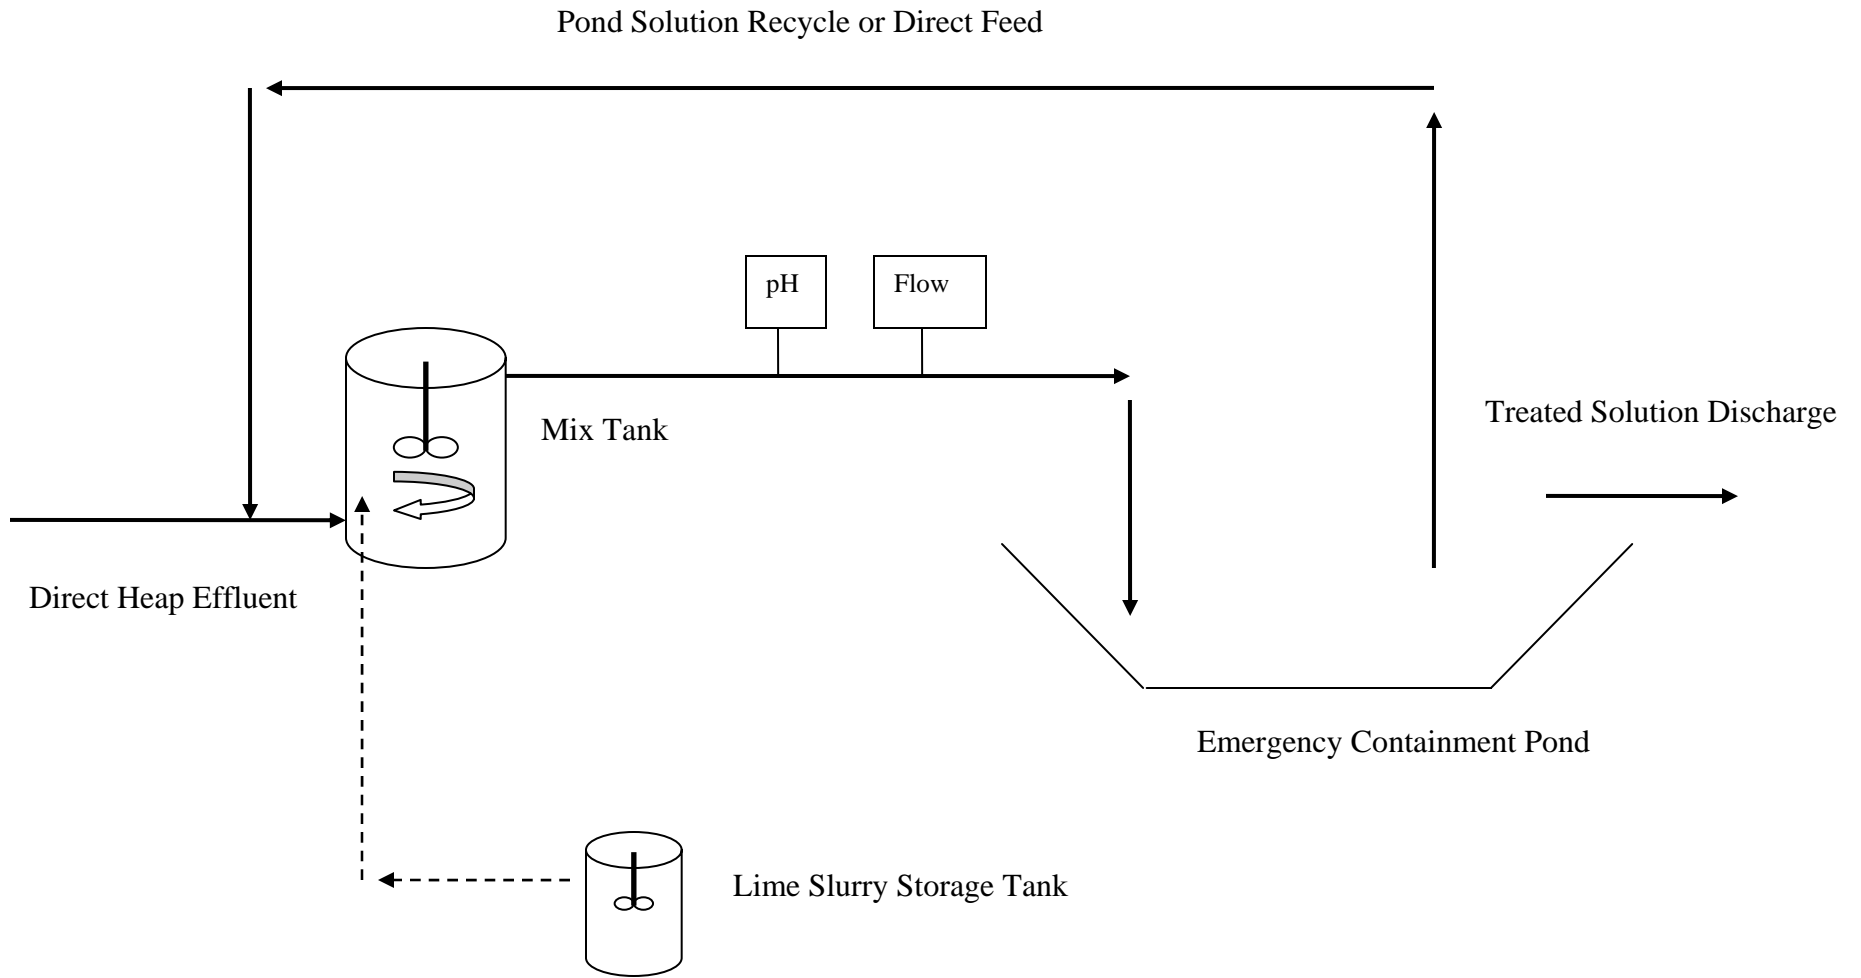 Pond Solution Recycle or Direct Feed
pH
Flow
Treated Solution Discharge
Mix Tank
Direct Heap Effluent
Emergency Containment Pond
Lime Slurry Storage Tank